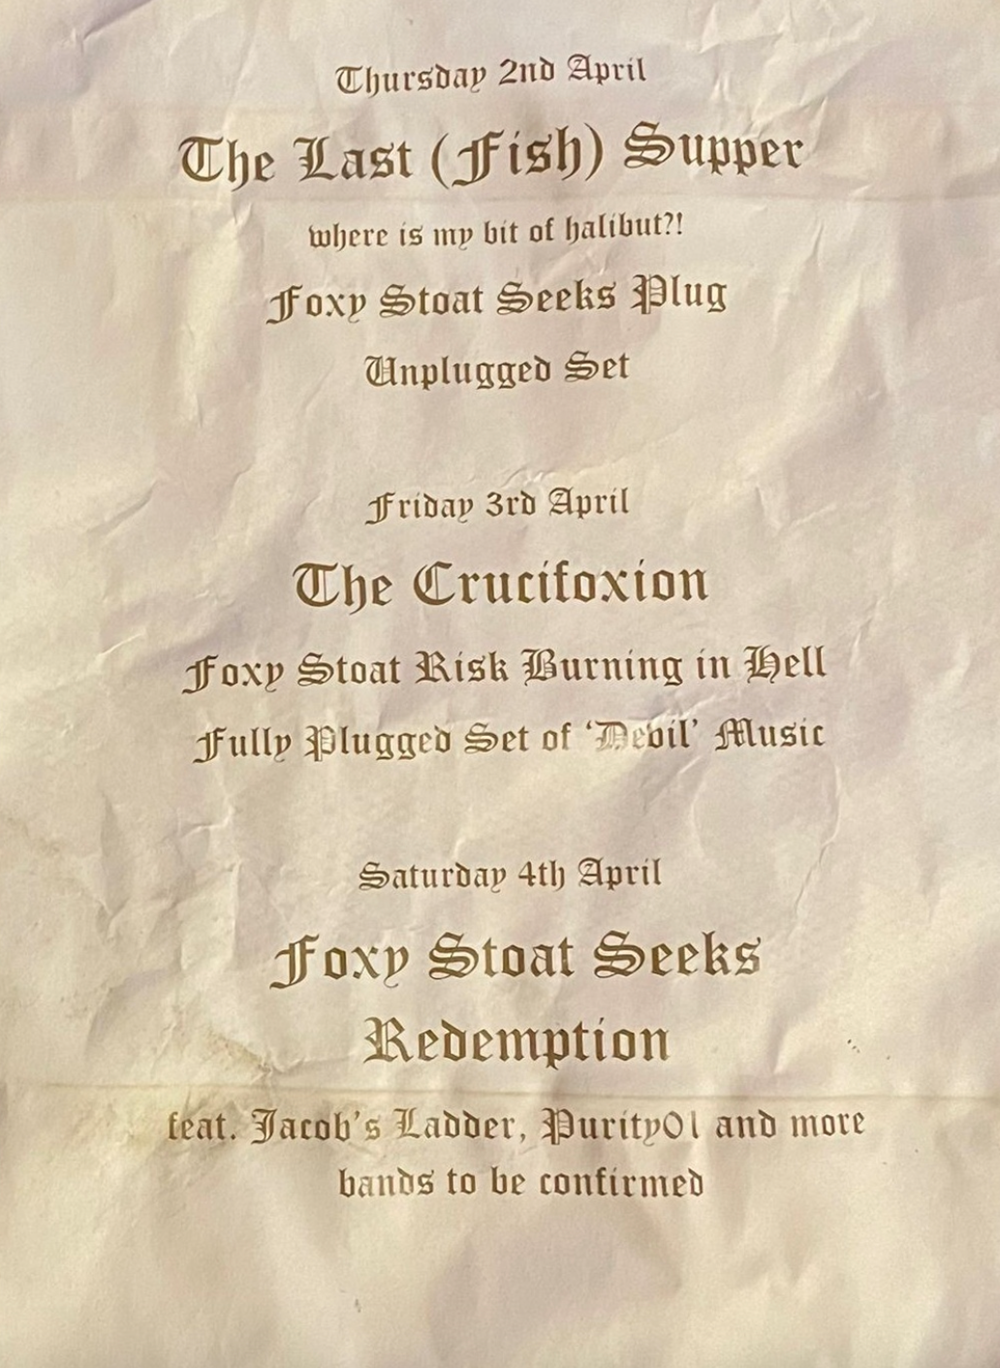 Thursday 2nd April
The Last (Fish) Supper
where is my bit of halibut?!
Foxy Stoat Seeks Plug
Unplugged Set
Friday 3rd April
The Crucifoxion
Foxy Stoat Risk Burning in Hell
Fully Plugged Set of ‘Devil’ Music
Saturday 4th April
Foxy Stoat Seeks
Redemption
feat. Jacob's Ladder, Purity01 and more
bands to be confirmed